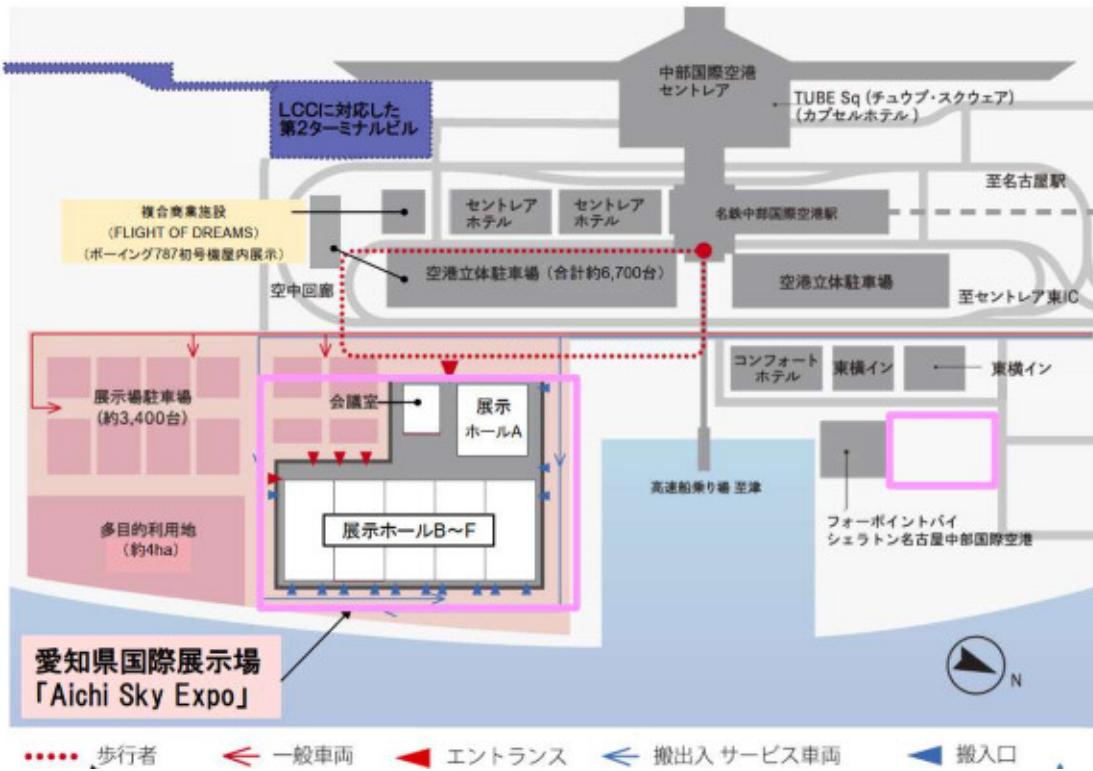 中部国際空港
セントレア
TUBE Sq (チュウブ・スクウェア)
(カプセルホテル)
LCCに対応した
第2ターミナルビル
至名古屋駅
複合商業施設
(FLIGHT OF DREAMS)
(ボーイング787初号機屋内展示)
セントレア
ホテル
セントレア
ホテル
名鉄中部国際空港駅
空中回廊
空港立体駐車場 (合計約6,700台)
空港立体駐車場
至セントレア東IC
展示場駐車場
(約3,400台)
会議室
展示
ホールA
コンフォート
ホテル
東横イン
東横イン
展示ホールB~F
高速船乗り場 至津
フォーポイントバイ
シェラトン名古屋中部国際空港
多目的利用地
(約4ha)
愛知県国際展示場
「Aichi Sky Expo」
N
歩行者
一般車両
エントランス
搬出入 サービス車両
搬入口